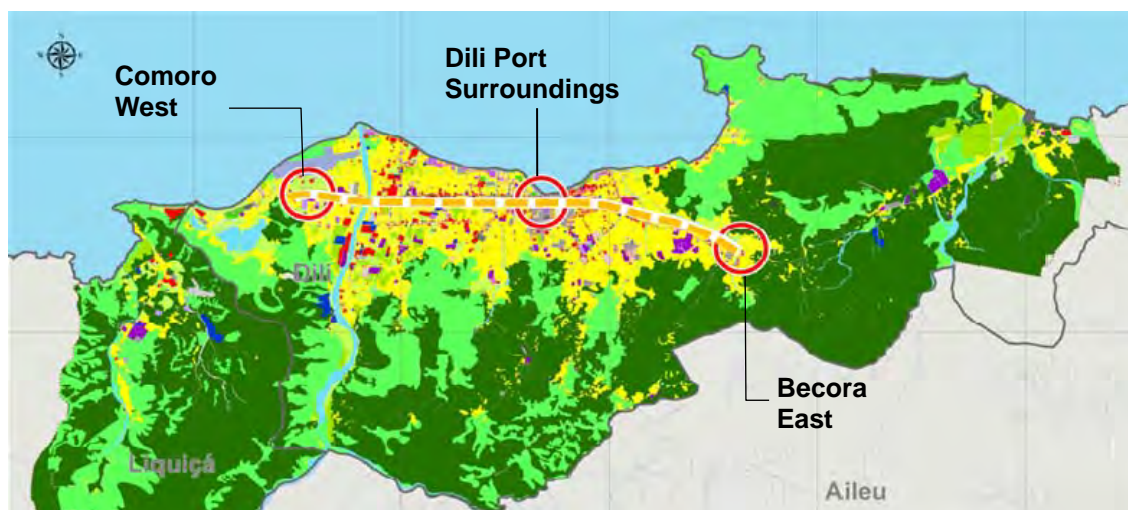 Comoro
West
Dili Port
Surroundings
Dili
Becora
East
Liquiçá
Aileu